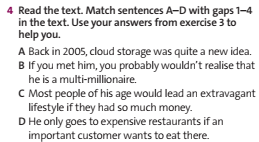 4 Read the text. Match sentences A–D with gaps 1–4
in the text. Use your answers from exercise 3 to
help you.
A Back in 2005, cloud storage was quite a new idea.
B If you met him, you probably wouldn't realise that
he is a multi-millionaire.
C Most people of his age would lead an extravagant
lifestyle if they had so much money.
D He only goes to expensive restaurants if an
important customer wants to eat there.